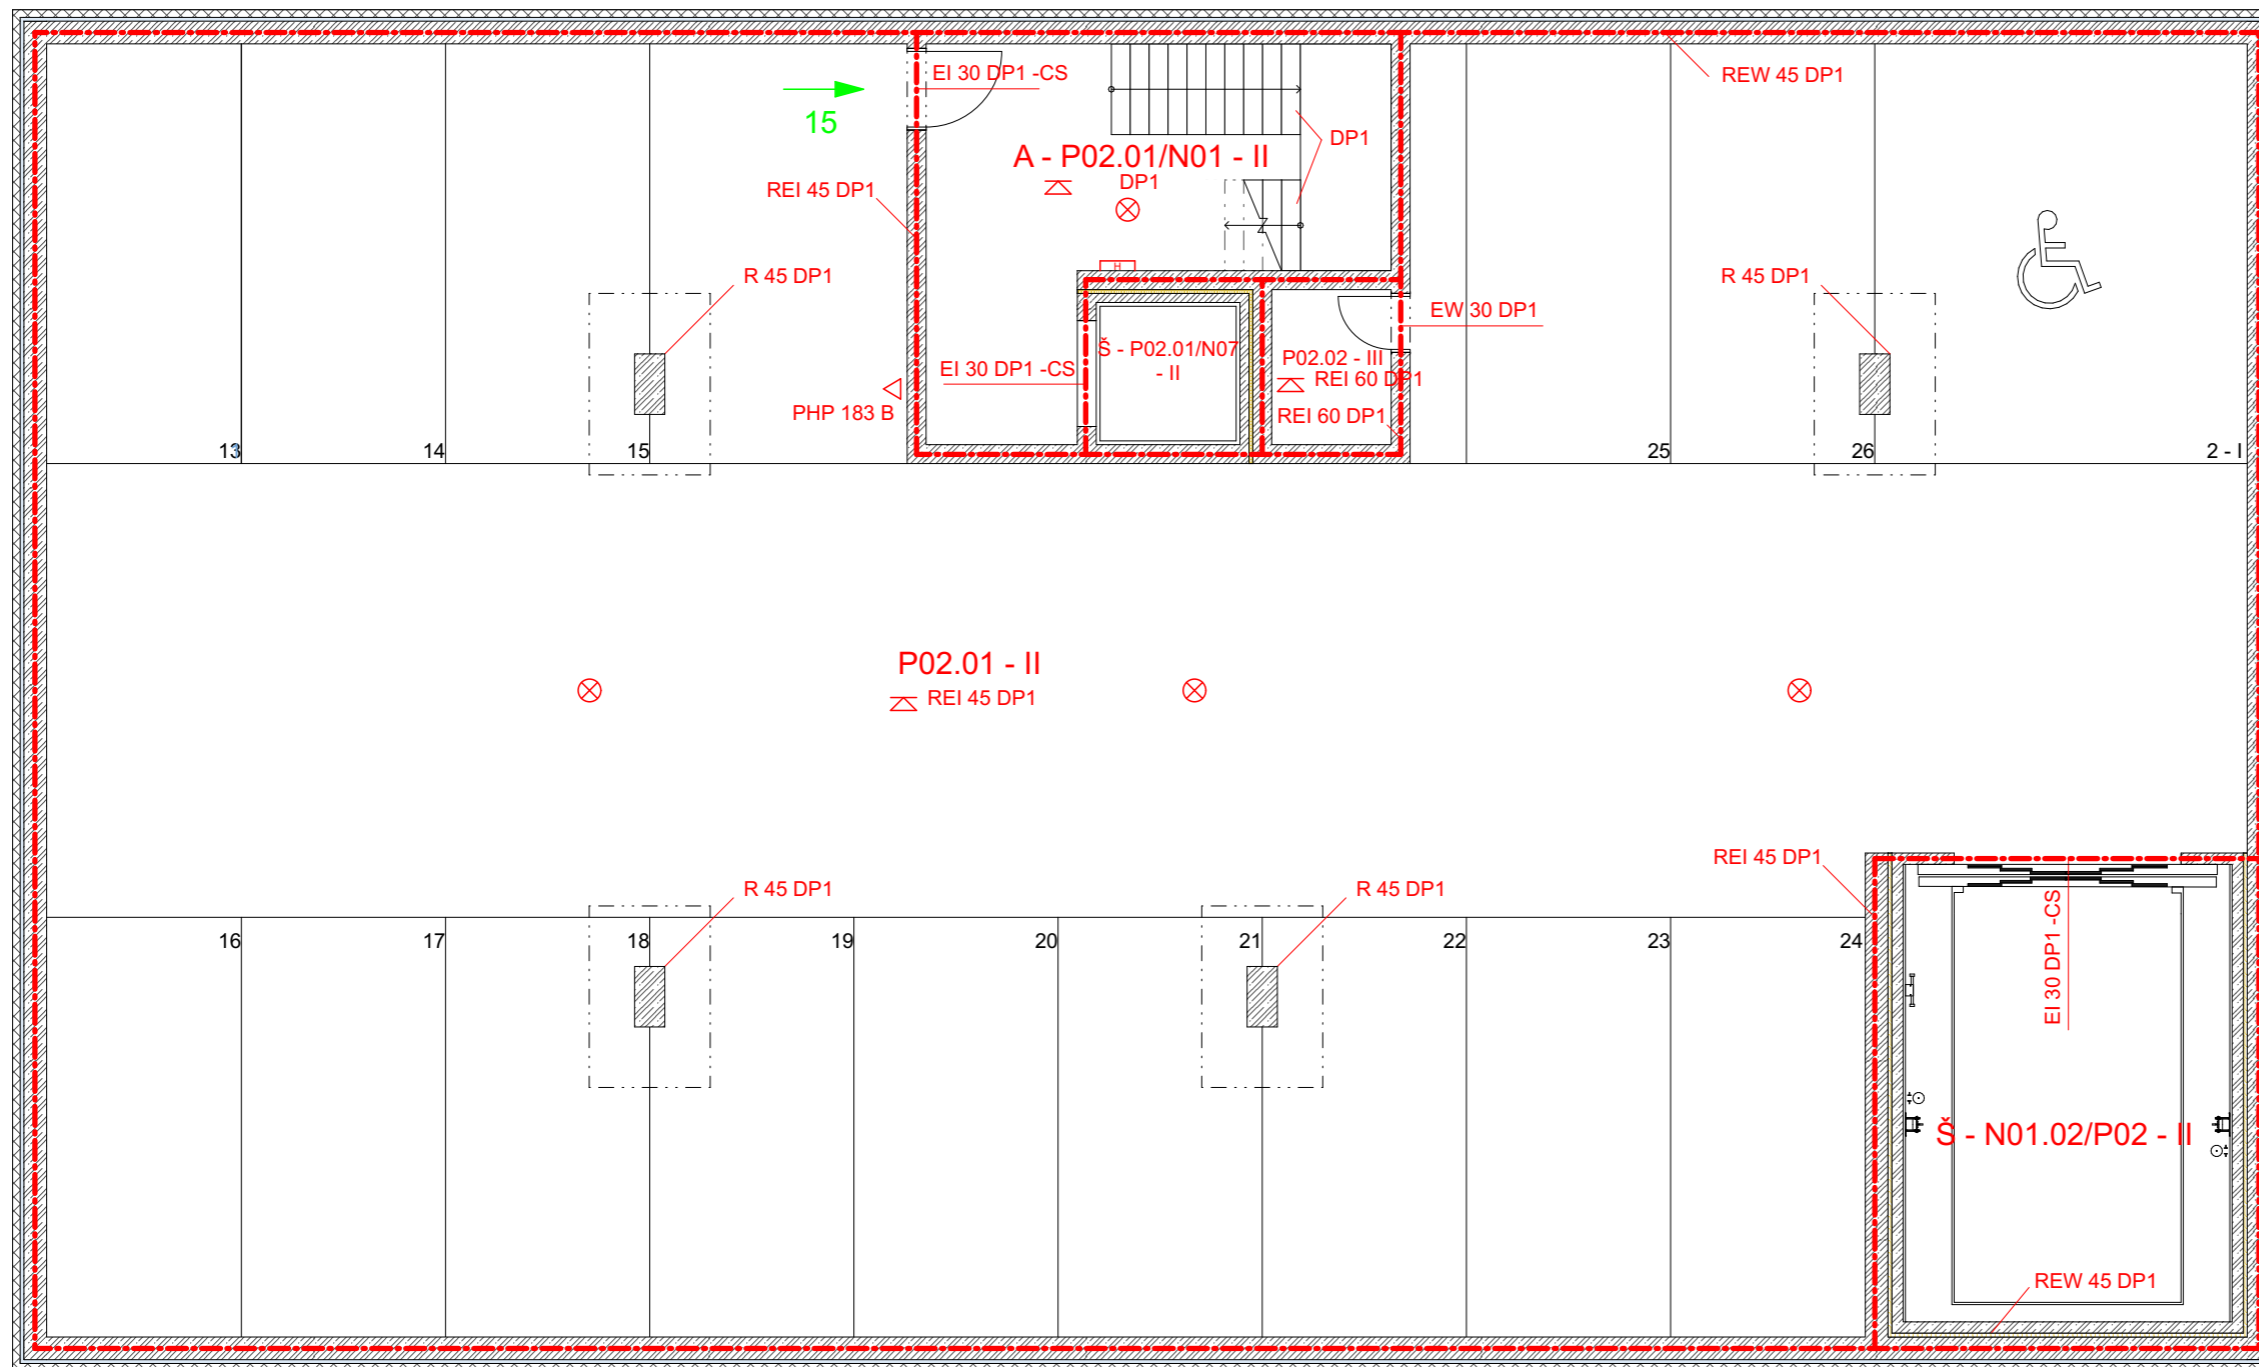 EI 30 DP1 -CS
REW 45 DP1
15
DP1
A - P02.01/N01 - II
DP1
REI 45 DP1
H
R 45 DP1
R 45 DP1
EW 30 DP1
Š - P02.01/N07
- II
P02.02 - III
EI 30 DP1 -CS
REI 60 DP1
PHP 183 B
REI 60 DP1
13
14
15
25
26
2 - I
P02.01 - II
REI 45 DP1
REI 45 DP1
R 45 DP1
R 45 DP1
EI 30 DP1 -CS
16
17
18
19
20
21
22
23
24
Š - N01.02/P02 - II
REW 45 DP1